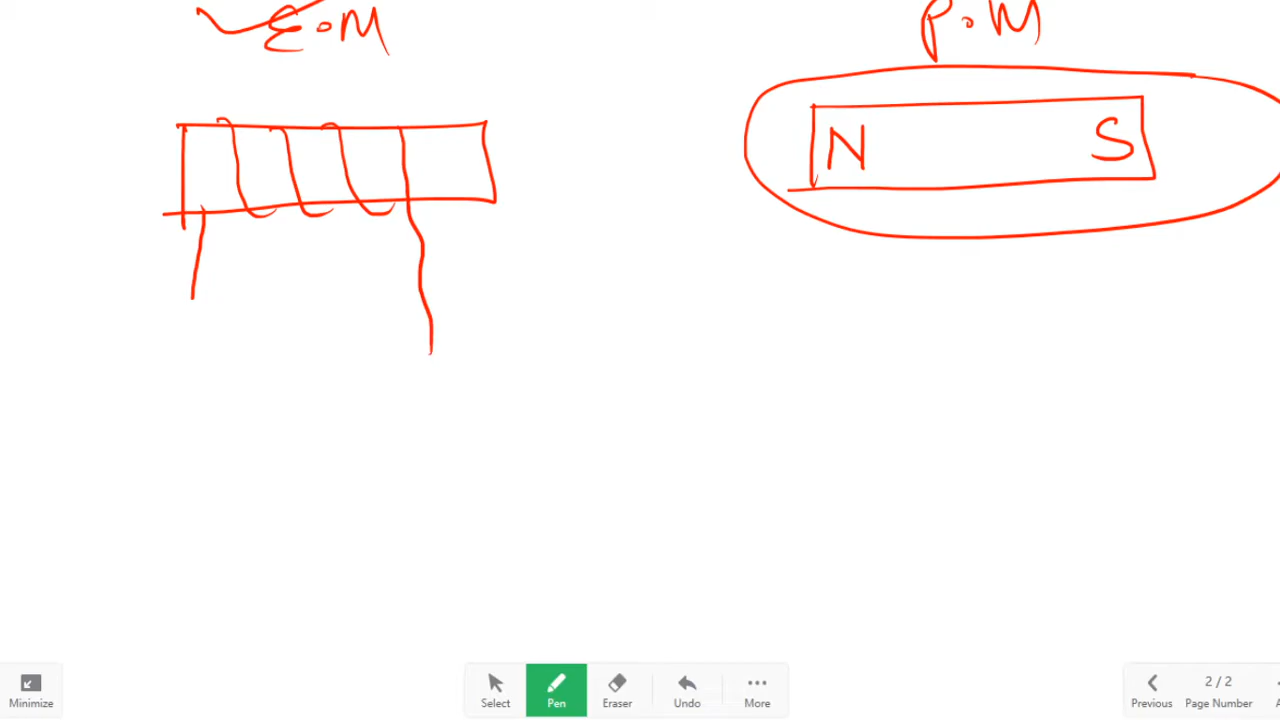 E.M
P.M
N S
2 / 2
Minimize Select Pen Eraser Undo More Previous Page Number